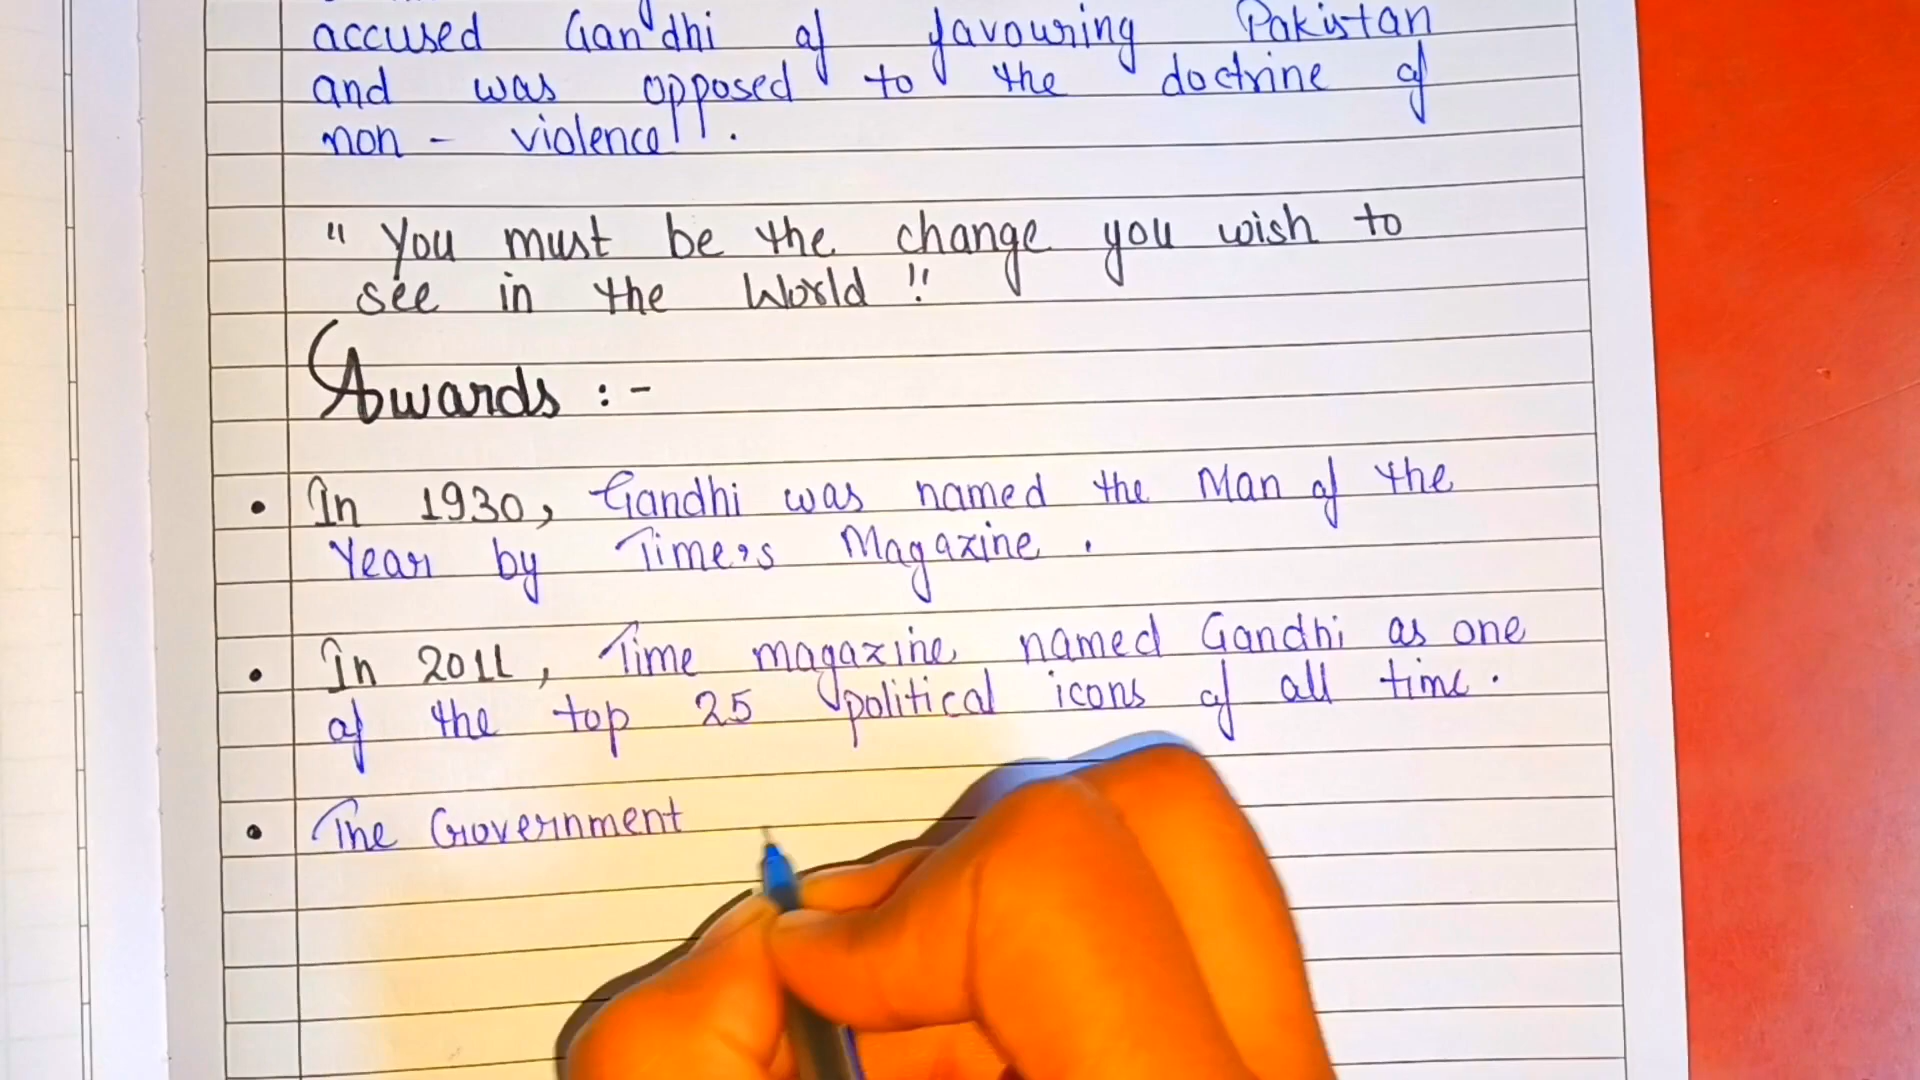 accused Gandhi of favouring Pakistan
and was opposed to the doctrine of
non - violence.
" You must be the change you wish to
see in the World "
Awards :-
• In 1930, Gandhi was named the Man of the
Year by Time's Magazine.
• In 2011, Time magazine named Gandhi as one
of the top 25 political icons of all time.
• The Government